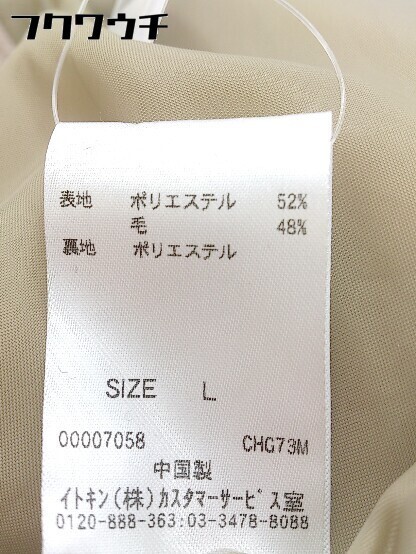 フクワウチ
表地 ポリエステル 52%
毛 48%
裏地 ポリエステル
SIZE L
00007058 CHG73M
中国製
イトキン(株)カスタマーサービス室
0120-888-363:03-3478-8088